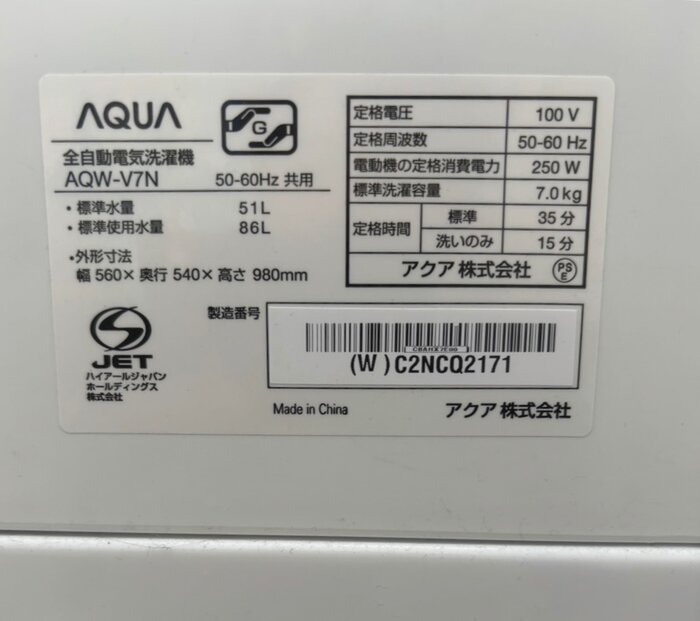 AQUA
G
全自動電気洗濯機
AQW-V7N 50-60Hz 共用
・標準水量 51L
・標準使用水量 86L
・外形寸法
幅 560× 奥行 540× 高さ 980mm
定格電圧 100 V
定格周波数 50-60 Hz
電動機の定格消費電力 250 W
標準洗濯容量 7.0 kg
定格時間 標準 35 分
洗いのみ 15 分
アクア 株式会社 PSE
JET
ハイアールジャパン
ホールディングス
株式会社
製造番号
(W) C2NCQ2171
Made in China アクア 株式会社